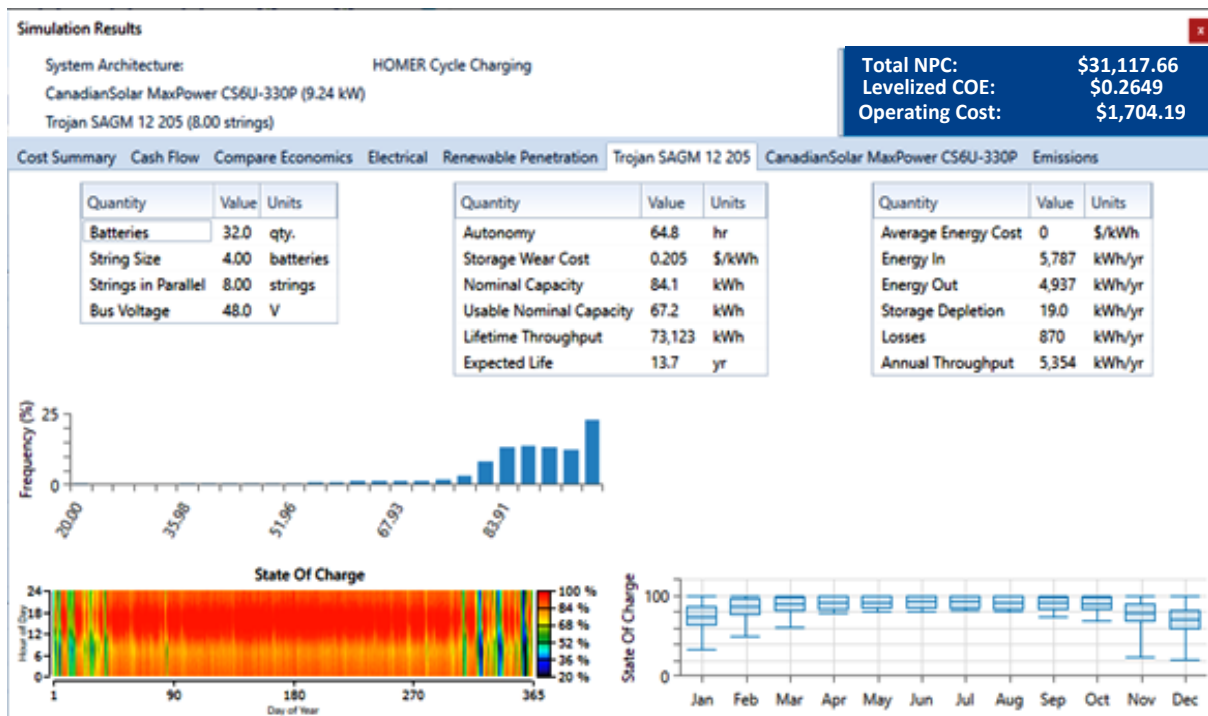 Simulation Results
x
System Architecture:
HOMER Cycle Charging
CanadianSolar MaxPower CS6U-330P (9.24 kW)
Trojan SAGM 12 205 (8.00 strings)
Total NPC: $31,117.66
Levelized COE: $0.2649
Operating Cost: $1,704.19
Cost Summary Cash Flow Compare Economics Electrical Renewable Penetration Trojan SAGM 12 205 CanadianSolar MaxPower CS6U-330P Emissions
Quantity Value Units
Batteries 32.0 qty.
String Size 4.00 batteries
Strings in Parallel 8.00 strings
Bus Voltage 48.0 V
Quantity Value Units
Autonomy 64.8 hr
Storage Wear Cost 0.205 $/kWh
Nominal Capacity 84.1 kWh
Usable Nominal Capacity 67.2 kWh
Lifetime Throughput 73,123 kWh
Expected Life 13.7 yr
Quantity Value Units
Average Energy Cost 0 $/kWh
Energy In 5,787 kWh/yr
Energy Out 4,937 kWh/yr
Storage Depletion 19.0 kWh/yr
Losses 870 kWh/yr
Annual Throughput 5,354 kWh/yr
Frequency (%)
25
0
20.00 35.98 51.96 67.93 83.91
State Of Charge
Hour of Day
24
18
12
6
0
1 90 180 270 365
Day of Year
100 %
84 %
68 %
52 %
36 %
20 %
State Of Charge
100
0
Jan Feb Mar Apr May Jun Jul Aug Sep Oct Nov Dec